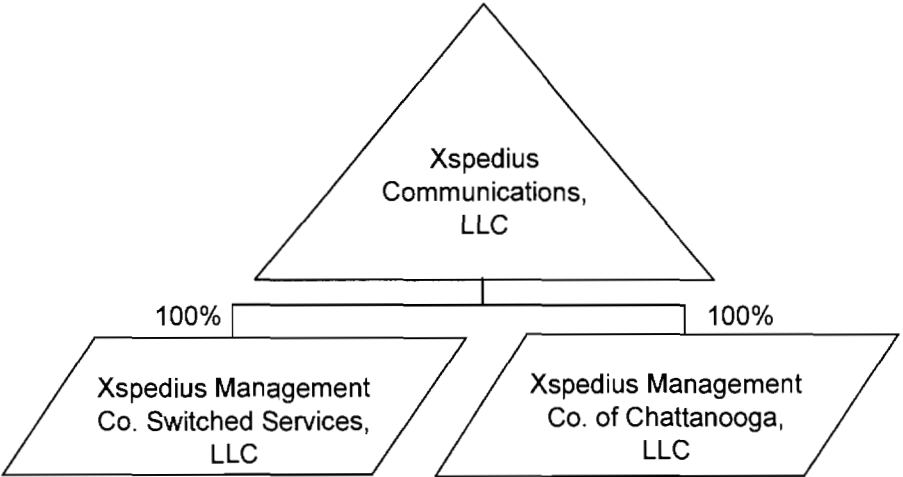 Xspedius
Communications,
LLC
100%
100%
Xspedius Management
Co. Switched Services,
LLC
Xspedius Management
Co. of Chattanooga,
LLC